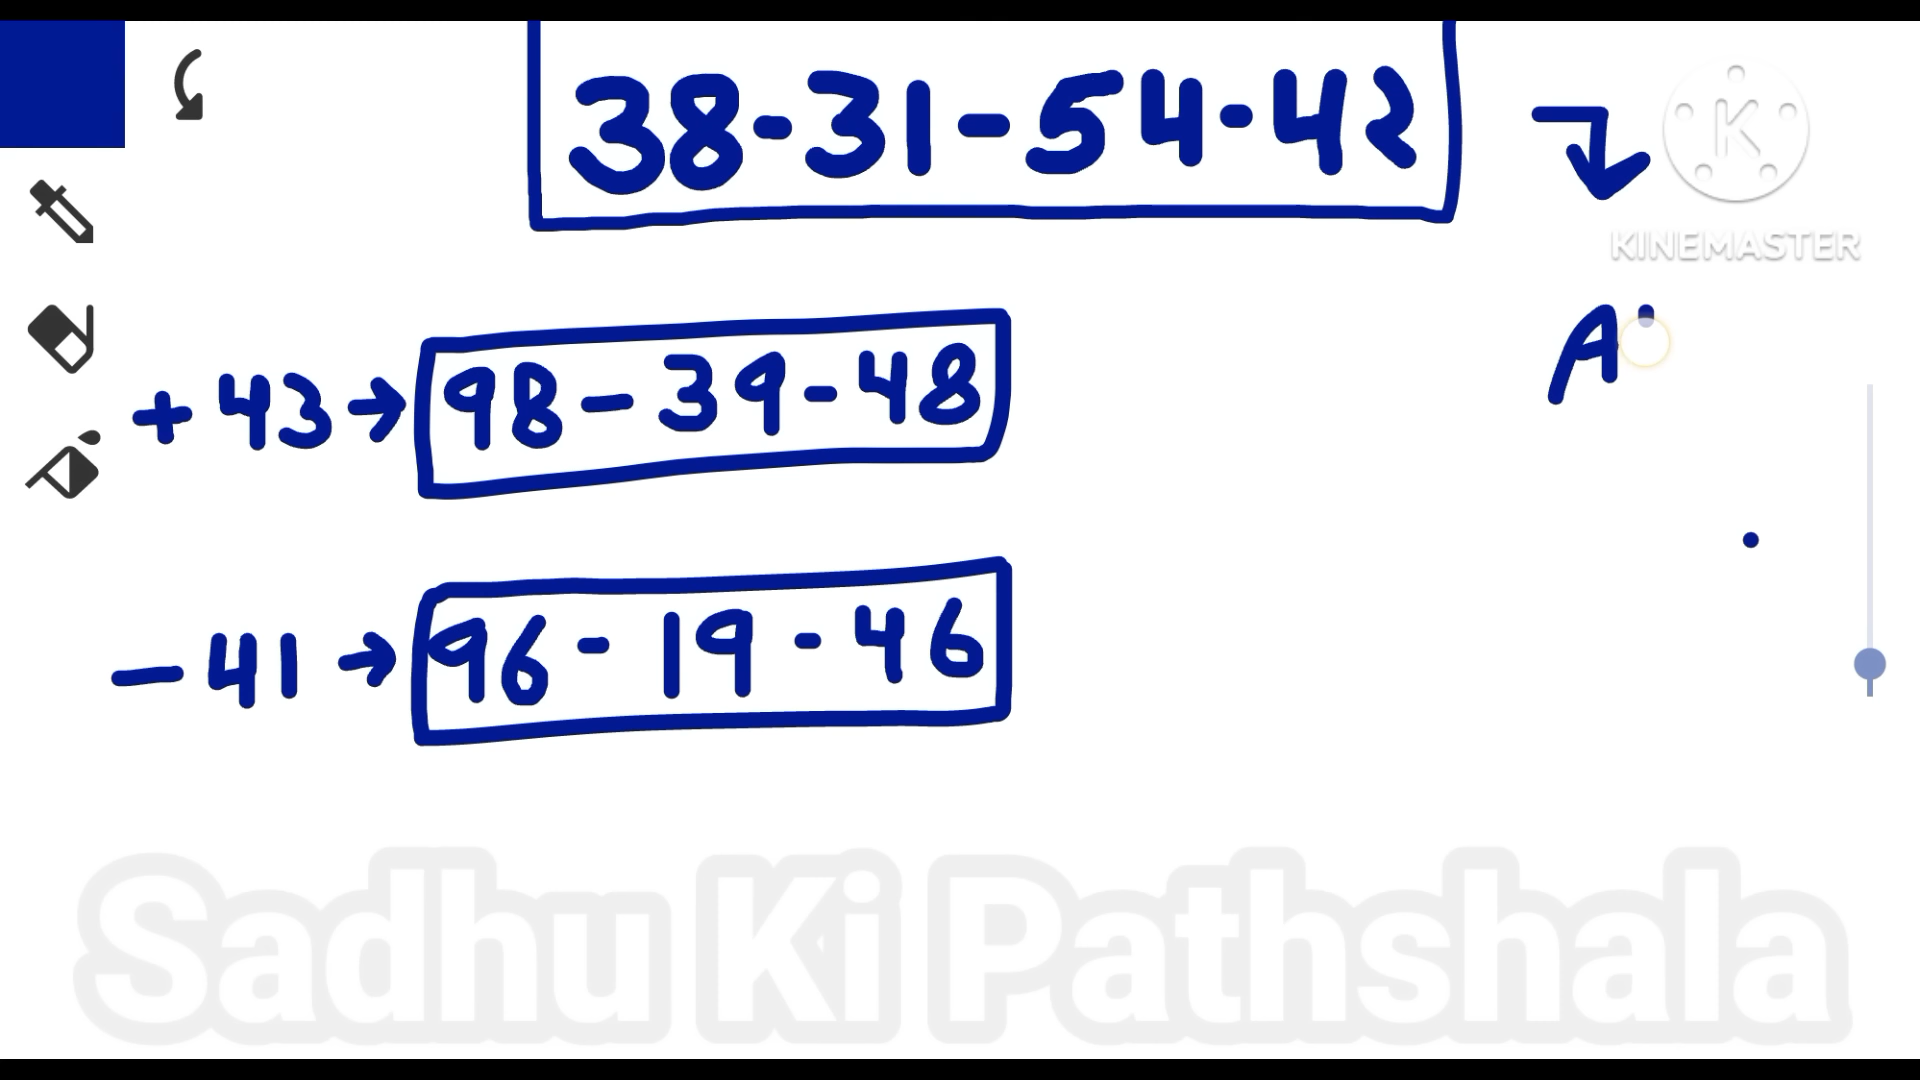 38-31-54-42
K
KINEMASTER
A
+43→98-39-48
-41→96-19-46
Sadhu Ki Pathshala